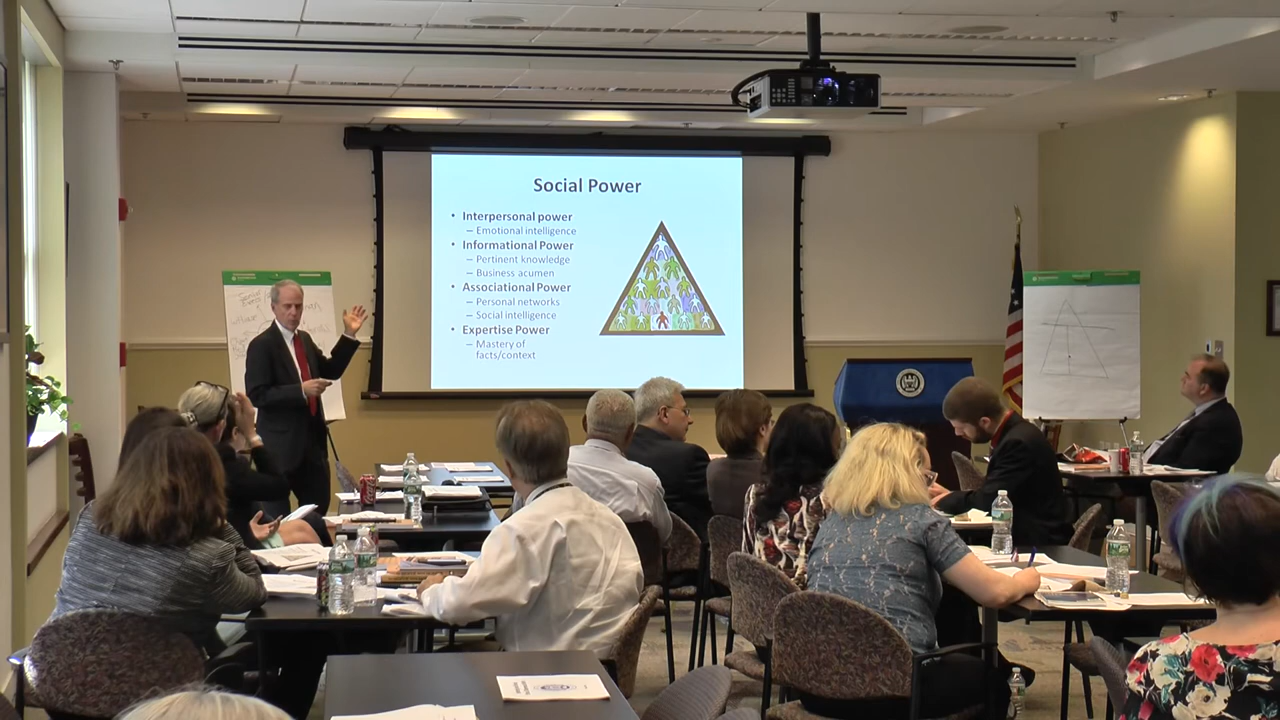 Social Power
• Interpersonal power
– Emotional intelligence
• Informational Power
– Pertinent knowledge
– Business acumen
• Associational Power
– Personal networks
– Social intelligence
• Expertise Power
– Mastery of
facts/context